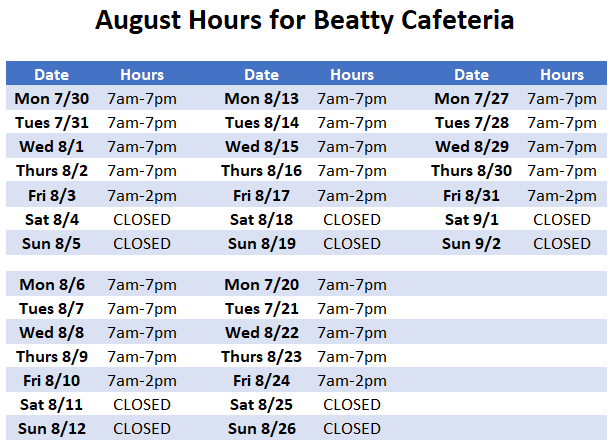 August Hours for Beatty Cafeteria
Date Hours Date Hours Date Hours
Mon 7/30 7am-7pm Mon 8/13 7am-7pm Mon 7/27 7am-7pm
Tues 7/31 7am-7pm Tues 8/14 7am-7pm Tues 7/28 7am-7pm
Wed 8/1 7am-7pm Wed 8/15 7am-7pm Wed 8/29 7am-7pm
Thurs 8/2 7am-7pm Thurs 8/16 7am-7pm Thurs 8/30 7am-7pm
Fri 8/3 7am-2pm Fri 8/17 7am-2pm Fri 8/31 7am-2pm
Sat 8/4 CLOSED Sat 8/18 CLOSED Sat 9/1 CLOSED
Sun 8/5 CLOSED Sun 8/19 CLOSED Sun 9/2 CLOSED
Mon 8/6 7am-7pm Mon 7/20 7am-7pm
Tues 8/7 7am-7pm Tues 7/21 7am-7pm
Wed 8/8 7am-7pm Wed 8/22 7am-7pm
Thurs 8/9 7am-7pm Thurs 8/23 7am-7pm
Fri 8/10 7am-2pm Fri 8/24 7am-2pm
Sat 8/11 CLOSED Sat 8/25 CLOSED
Sun 8/12 CLOSED Sun 8/26 CLOSED